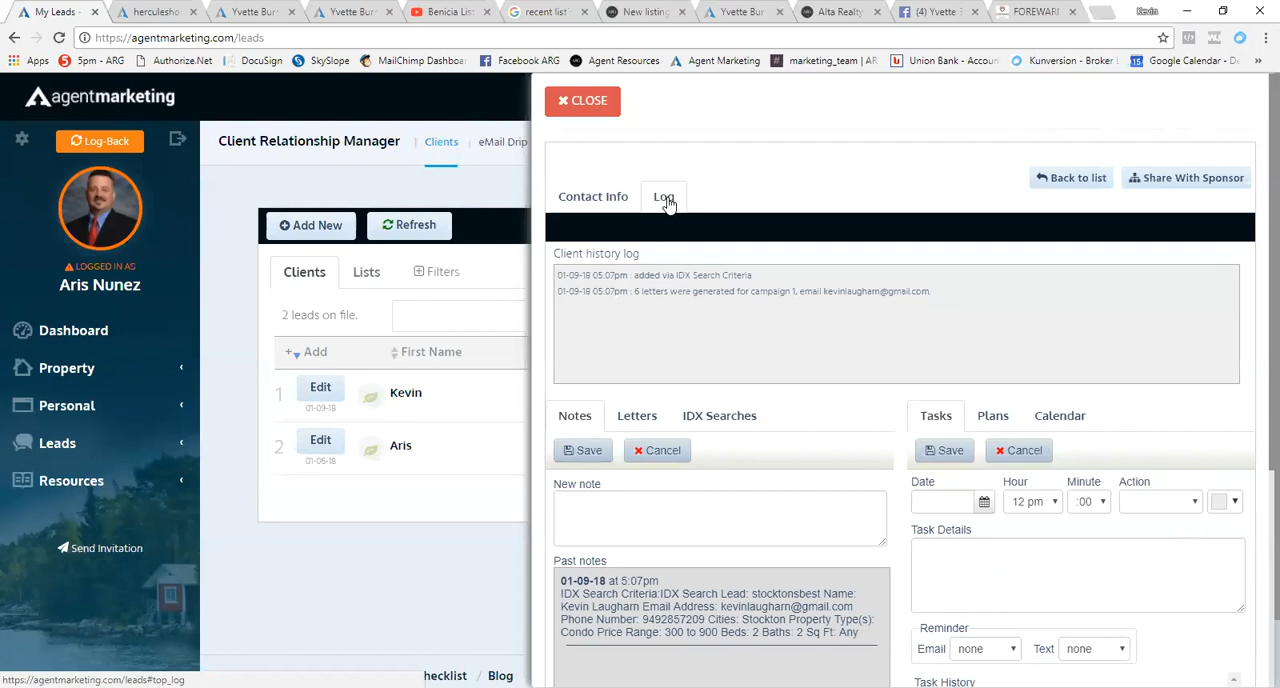 My Leads -
herculesho
Yvette Bur
Yvette Bur
Benicia List
recent list
New listing
Yvette Bur
Alta Realty
(4) Yvette
FOREWAR
Kevin
https://agentmarketing.com/leads
Apps
5pm - ARG
Authorize.Net
DocuSign
SkySlope
MailChimp Dashboar
Facebook ARG
Agent Resources
Agent Marketing
marketing_team | AR
Union Bank - Accoun
Kunversion - Broker L
Google Calendar - De
»
agentmarketing
Log-Back
LOGGED IN AS
Aris Nunez
Dashboard
Property
Personal
Leads
Resources
Send Invitation
https://agentmarketing.com/leads#top_log
Client Relationship Manager
Clients
eMail Drip
Add New
Refresh
Clients
Lists
Filters
2 leads on file.
Add
First Name
1
Edit
01-09-18
Kevin
2
Edit
01-06-18
Aris
hecklist
Blog
CLOSE
Contact Info
Log
Back to list
Share With Sponsor
Client history log
01-09-18 05:07pm : added via IDX Search Criteria
01-09-18 05:07pm : 6 letters were generated for campaign 1, email kevinlaugharn@gmail.com.
Notes
Letters
IDX Searches
Save
Cancel
New note
Past notes
01-09-18 at 5:07pm
IDX Search Criteria:IDX Search Lead: stocktonsbest Name:
Kevin Laugharn Email Address: kevinlaugharn@gmail.com
Phone Number: 9492857209 Cities: Stockton Property Type(s):
Condo Price Range: 300 to 900 Beds: 2 Baths: 2 Sq Ft: Any
Tasks
Plans
Calendar
Save
Cancel
Date
Hour
Minute
Action
12 pm
:00
Task Details
Reminder
Email
none
Text
none
Task History